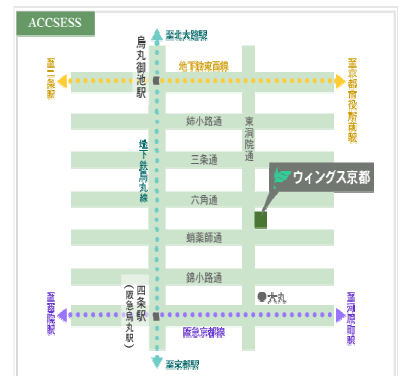 ACCSESS
至北大路駅
烏丸御池駅
地下鉄東西線
至二条駅
至京都市役所前駅
姉小路通
東洞院通
地下鉄烏丸線
三条通
ウィングス京都
六角通
蛸薬師通
錦小路通
大丸
四条駅
(阪急烏丸駅)
至西院駅
至河原町駅
阪急京都線
至京都駅